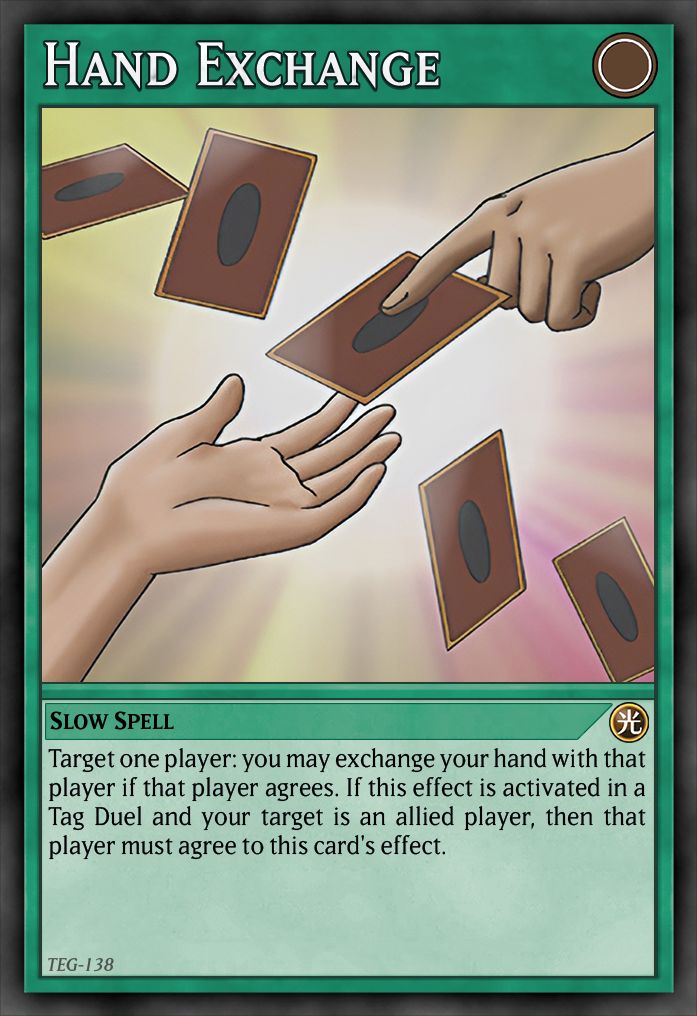 Hand Exchange
Slow Spell
光
Target one player: you may exchange your hand with that
player if that player agrees. If this effect is activated in a
Tag Duel and your target is an allied player, then that
player must agree to this card's effect.
TEG-138